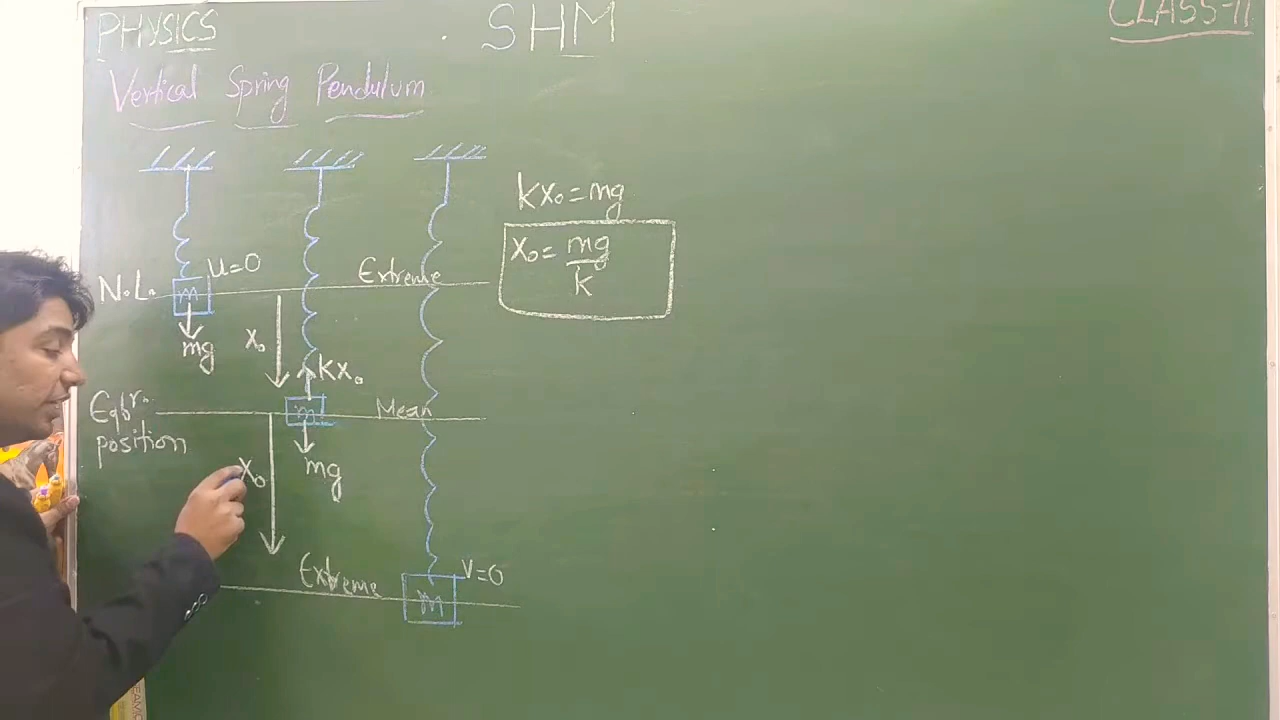 PHYSICS
SHM
CLASS-11
Vertical Spring Pendulum
kx₀=mg
x₀= mg/k
u=0
N.L.
m
Extreme
mg
x₀
kx₀
Eqbʳ.
position
m
Mean
mg
x₀
Extreme
v=0
m